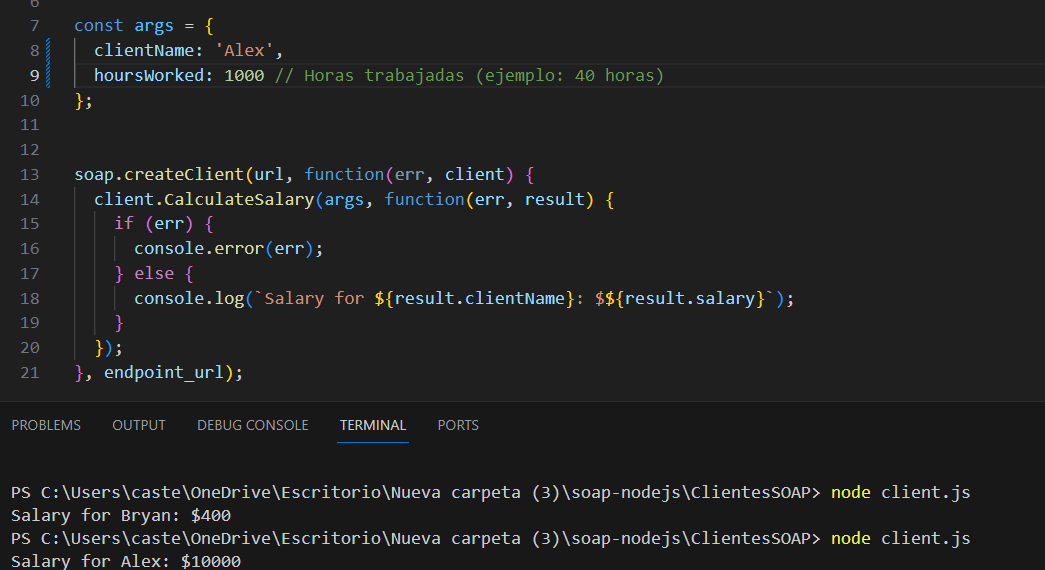 6
7 const args = {
8 clientName: 'Alex',
9 hoursWorked: 1000 // Horas trabajadas (ejemplo: 40 horas)
10 };
11
12
13 soap.createClient(url, function(err, client) {
14 client.CalculateSalary(args, function(err, result) {
15 if (err) {
16 console.error(err);
17 } else {
18 console.log(`Salary for ${result.clientName}: $${result.salary}`);
19 }
20 });
21 }, endpoint_url);
PROBLEMS OUTPUT DEBUG CONSOLE TERMINAL PORTS
PS C:\Users\caste\OneDrive\Escritorio\Nueva carpeta (3)\soap-nodejs\ClientesSOAP> node client.js
Salary for Bryan: $400
PS C:\Users\caste\OneDrive\Escritorio\Nueva carpeta (3)\soap-nodejs\ClientesSOAP> node client.js
Salary for Alex: $10000